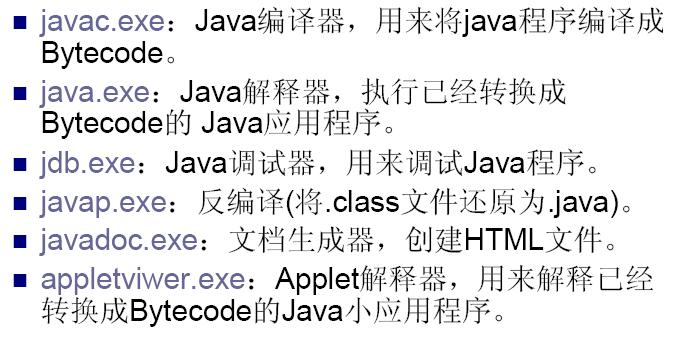 ■ javac.exe：Java编译器，用来将java程序编译成
Bytecode。
■ java.exe：Java解释器，执行已经转换成
Bytecode的 Java应用程序。
■ jdb.exe：Java调试器，用来调试Java程序。
■ javap.exe：反编译(将.class文件还原为.java)。
■ javadoc.exe：文档生成器，创建HTML文件。
■ appletviwer.exe：Applet解释器，用来解释已经
转换成Bytecode的Java小应用程序。